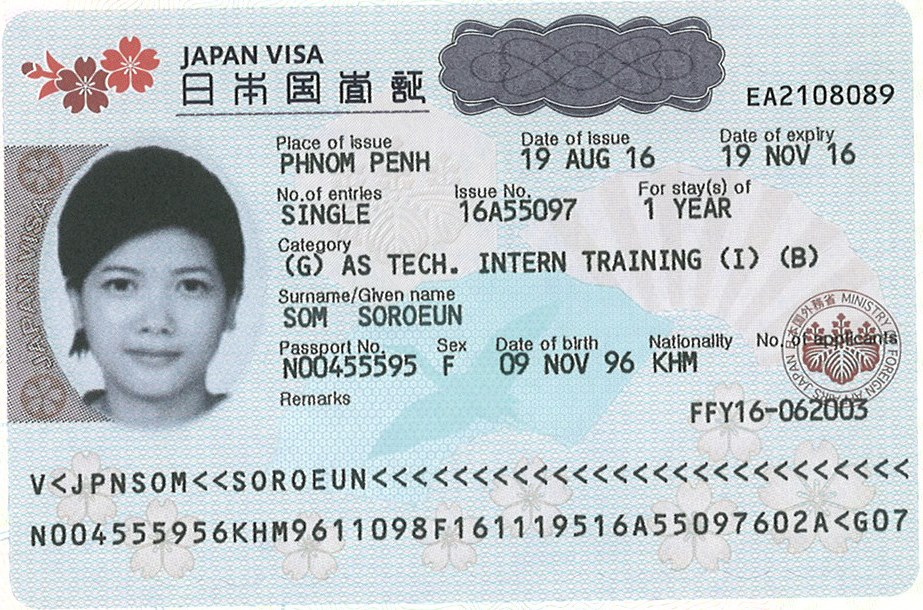 JAPAN VISA
日本国査証
EA2108089
Place of issue Date of issue Date of expiry
PHNOM PENH 19 AUG 16 19 NOV 16
No.of entries Issue No. For stay(s) of
SINGLE 16A55097 1 YEAR
Category
(G) AS TECH. INTERN TRAINING (I) (B)
Surname/Given name
SOM SOROEUN
Passport No. Sex Date of birth Nationality No. of applicants
N00455595 F 09 NOV 96 KHM
Remarks
FFY16-062003
JAPAN VISA
日本国外務省 MINISTRY OF FOREIGN AFFAIRS JAPAN
V<JPNSOM<<SOROEUN<<<<<<<<<<<<<<<<<<<<<<<<<<<
N004555956KHM9611098F161119516A55097602A<G07